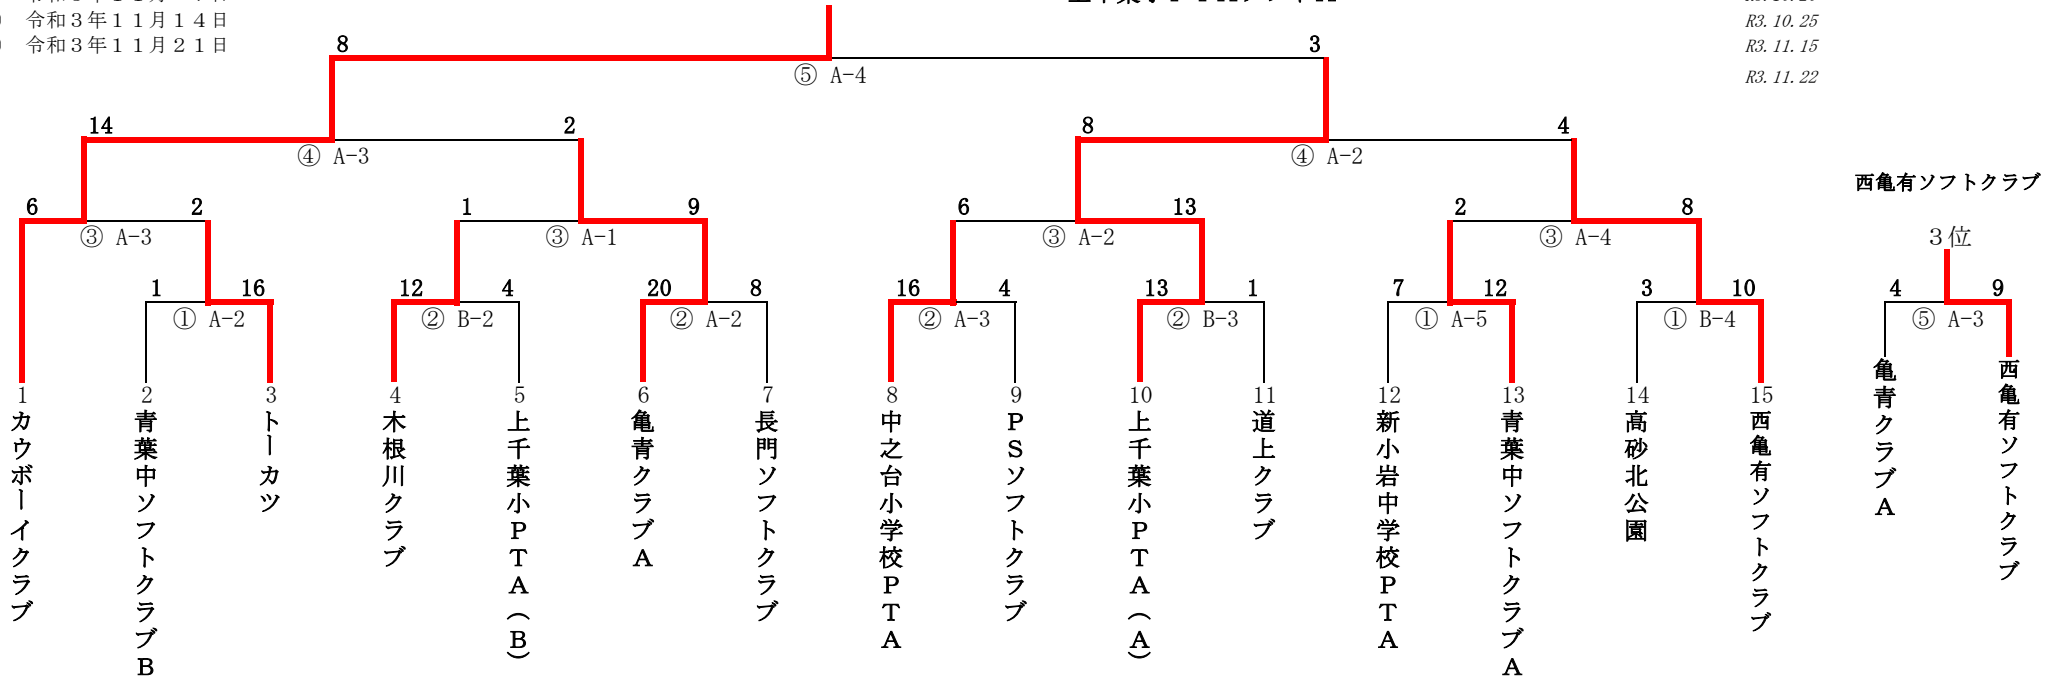 令和３年１１月１４日
令和３年１１月２１日
R3.10.25
R3.11.15
R3.11.22
8
3
⑤ A-4
14
2
8
4
④ A-3
④ A-2
西亀有ソフトクラブ
6
2
1
9
6
13
2
8
③ A-3
③ A-1
③ A-2
③ A-4
３位
1
16
12
4
20
8
16
4
13
1
7
12
3
10
4
9
① A-2
② B-2
② A-2
② A-3
② B-3
① A-5
① B-4
⑤ A-3
1
カウボーイクラブ
2
青葉中ソフトクラブＢ
3
トーカツ
4
木根川クラブ
5
上千葉小ＰＴＡ（Ｂ）
6
亀青クラブＡ
7
長門ソフトクラブ
8
中之台小学校ＰＴＡ
9
ＰＳソフトクラブ
10
上千葉小ＰＴＡ（Ａ）
11
道上クラブ
12
新小岩中学校ＰＴＡ
13
青葉中ソフトクラブＡ
14
高砂北公園
15
西亀有ソフトクラブ
亀青クラブＡ
西亀有ソフトクラブ